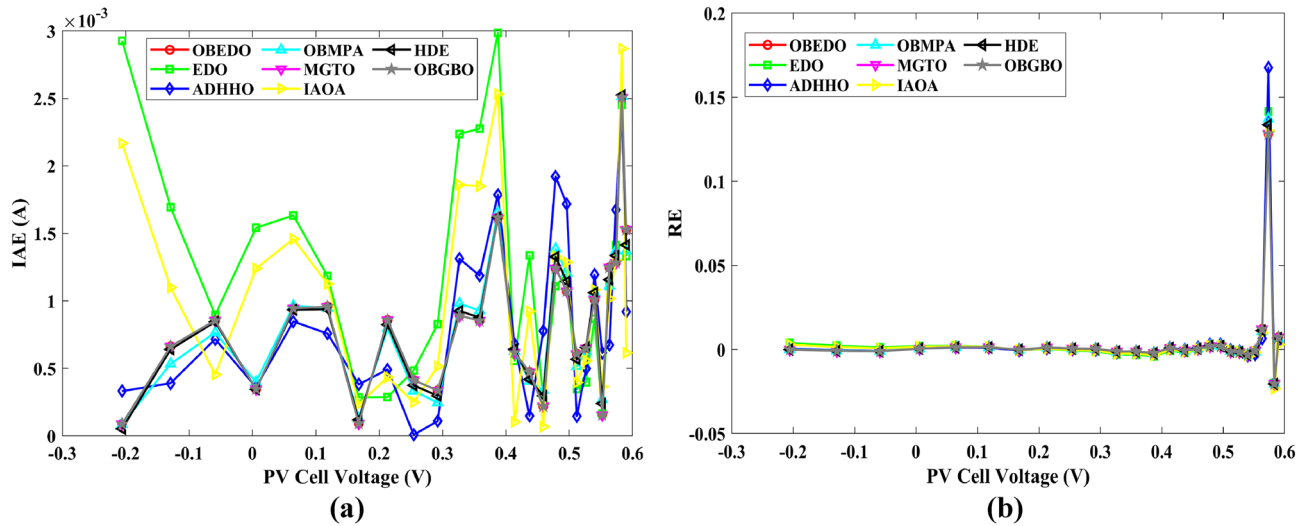 ×10⁻³
3
2.5
2
1.5
1
0.5
0
IAE (A)
OBEDO OBMPA HDE
EDO MGTO OBGBO
ADHHO IAOA
-0.3 -0.2 -0.1 0 0.1 0.2 0.3 0.4 0.5 0.6
PV Cell Voltage (V)
(a)
0.2
0.15
0.1
0.05
0
-0.05
RE
OBEDO OBMPA HDE
EDO MGTO OBGBO
ADHHO IAOA
-0.3 -0.2 -0.1 0 0.1 0.2 0.3 0.4 0.5 0.6
PV Cell Voltage (V)
(b)